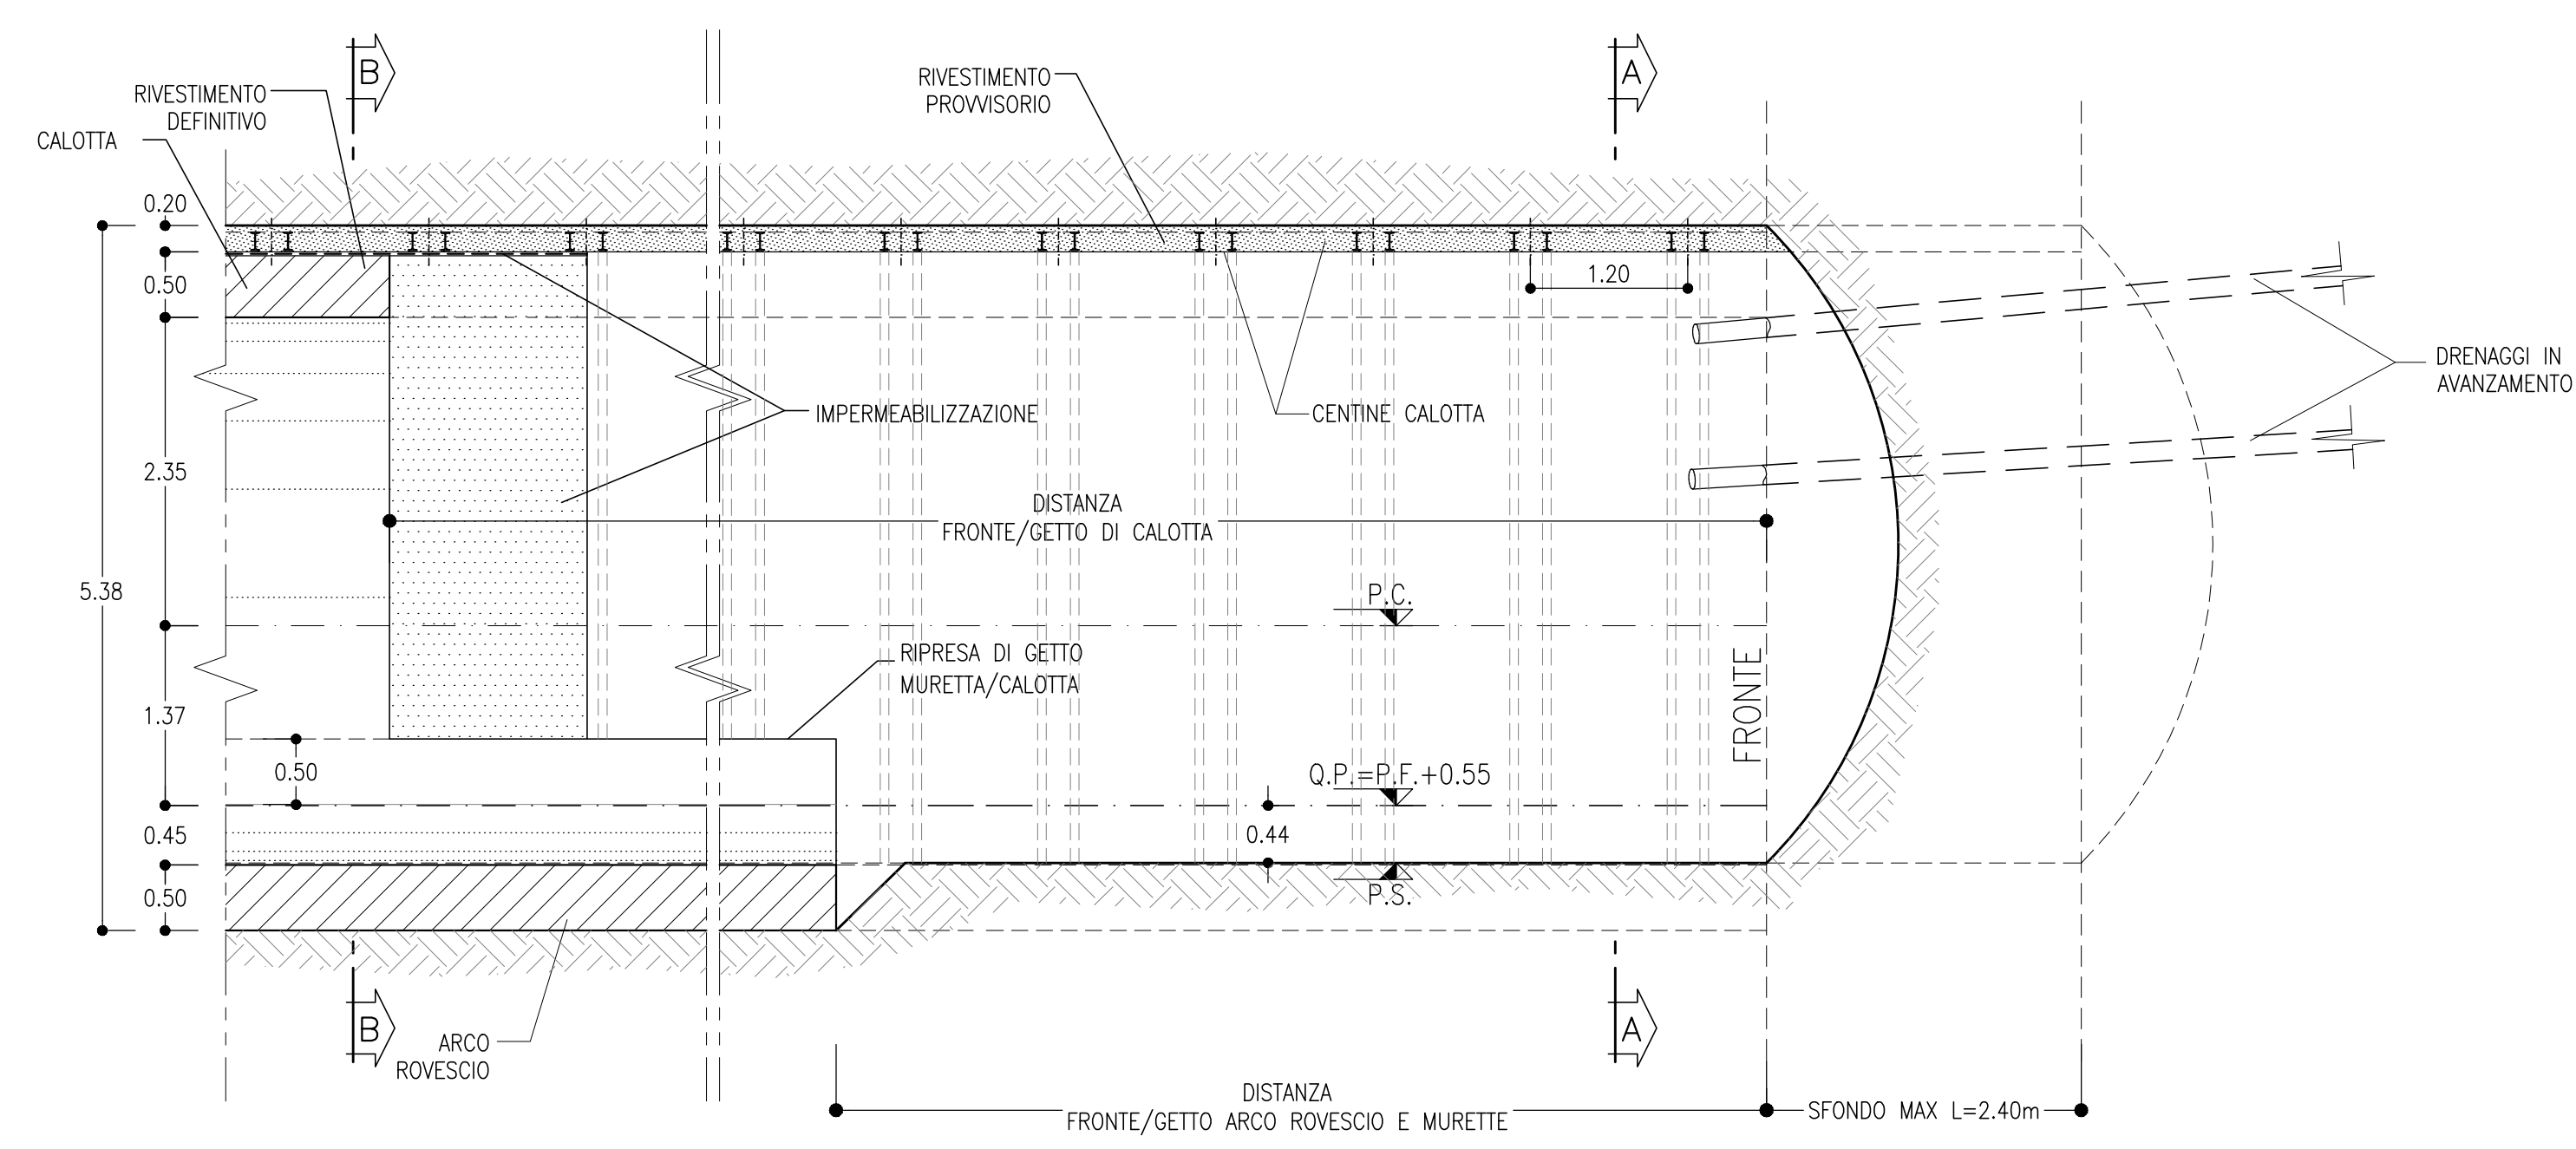 B
A
RIVESTIMENTO
DEFINITIVO
CALOTTA
RIVESTIMENTO
PROVVISORIO
0.20
0.50
1.20
2.35
5.38
1.37
0.50
0.45
0.50
IMPERMEABILIZZAZIONE
CENTINE CALOTTA
DRENAGGI IN
AVANZAMENTO
DISTANZA
FRONTE/GETTO DI CALOTTA
P.C.
RIPRESA DI GETTO
MURETTA/CALOTTA
FRONTE
Q.P.=P.F.+0.55
0.44
P.S.
B
A
ARCO
ROVESCIO
DISTANZA
FRONTE/GETTO ARCO ROVESCIO E MURETTE
SFONDO MAX L=2.40m